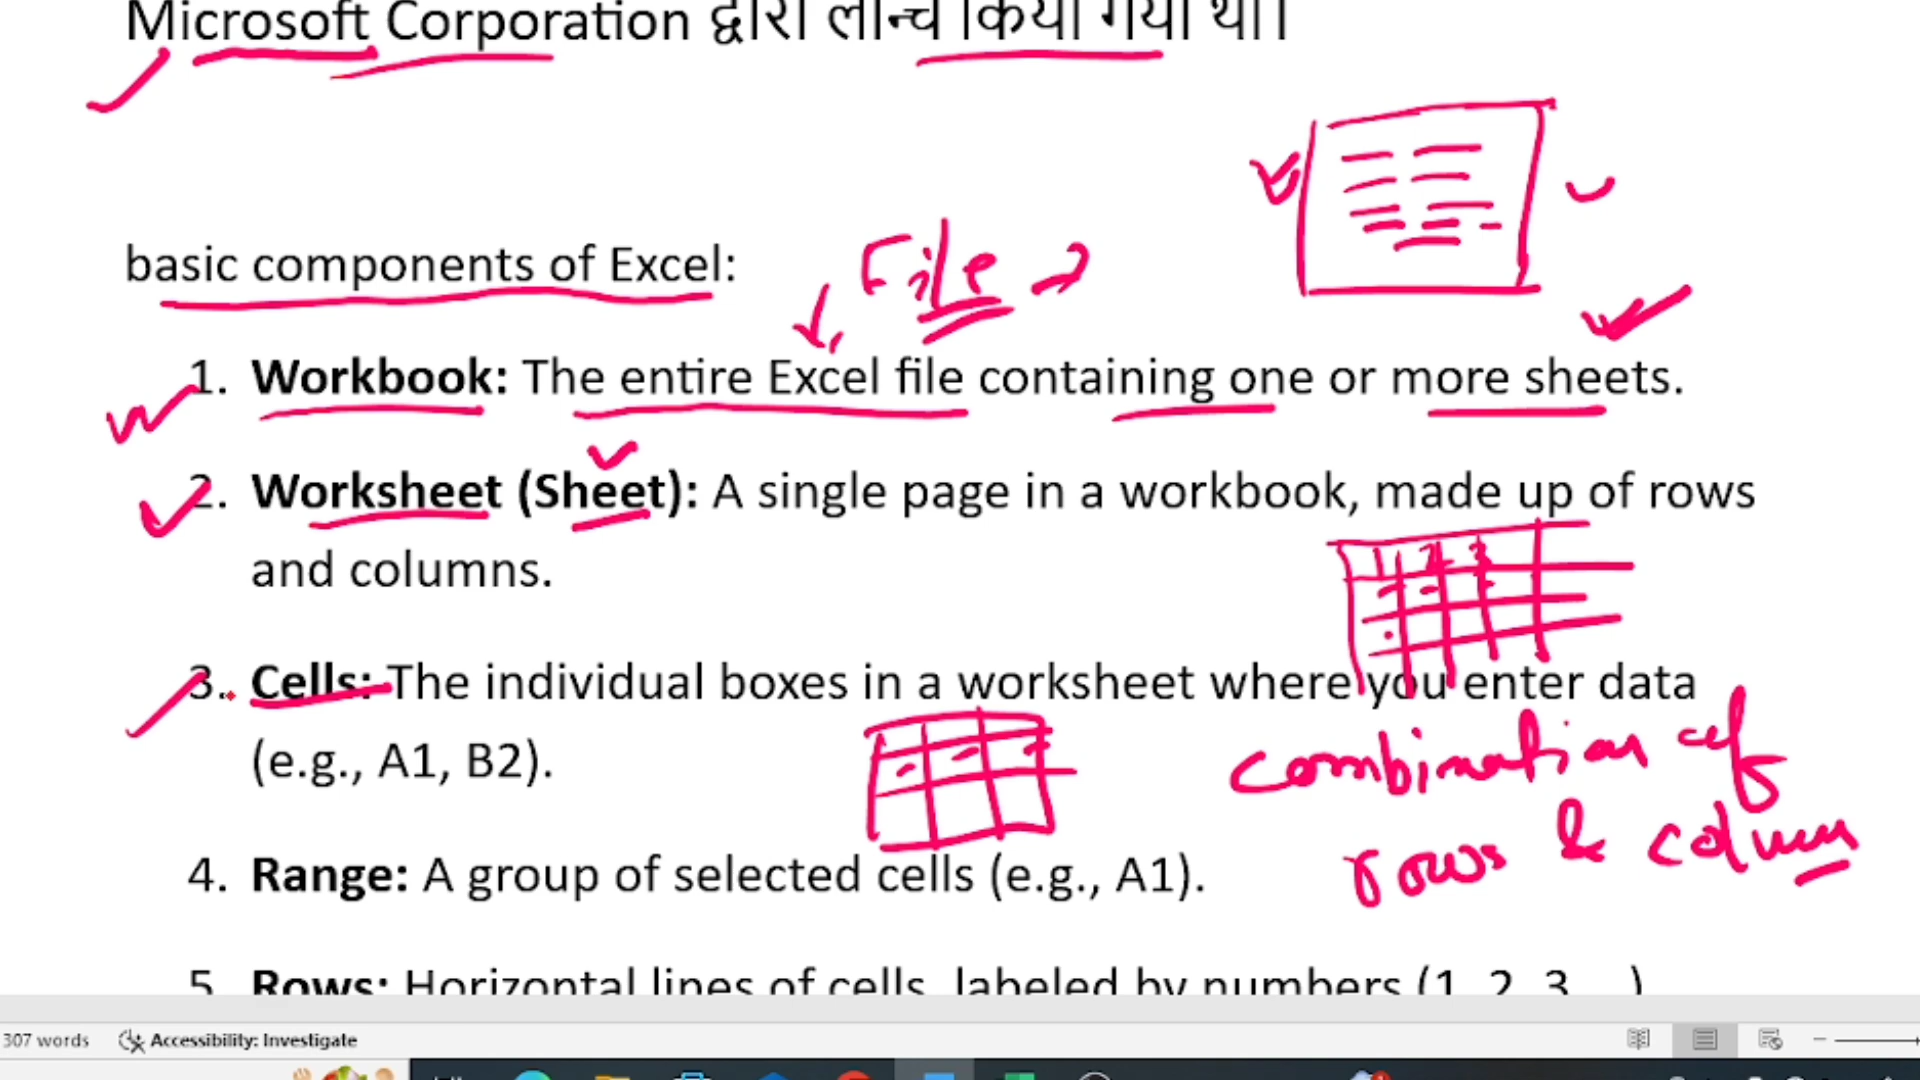 Microsoft Corporation द्वारा लॉन्च किया गया था।
basic components of Excel:
File
1. Workbook: The entire Excel file containing one or more sheets.
2. Worksheet (Sheet): A single page in a workbook, made up of rows
and columns.
1 2 3
3. Cells: The individual boxes in a worksheet where you enter data
(e.g., A1, B2).
combination of
rows & column
4. Range: A group of selected cells (e.g., A1).
5. Rows: Horizontal lines of cells, labeled by numbers (1, 2, 3, ...)
307 words
Accessibility: Investigate